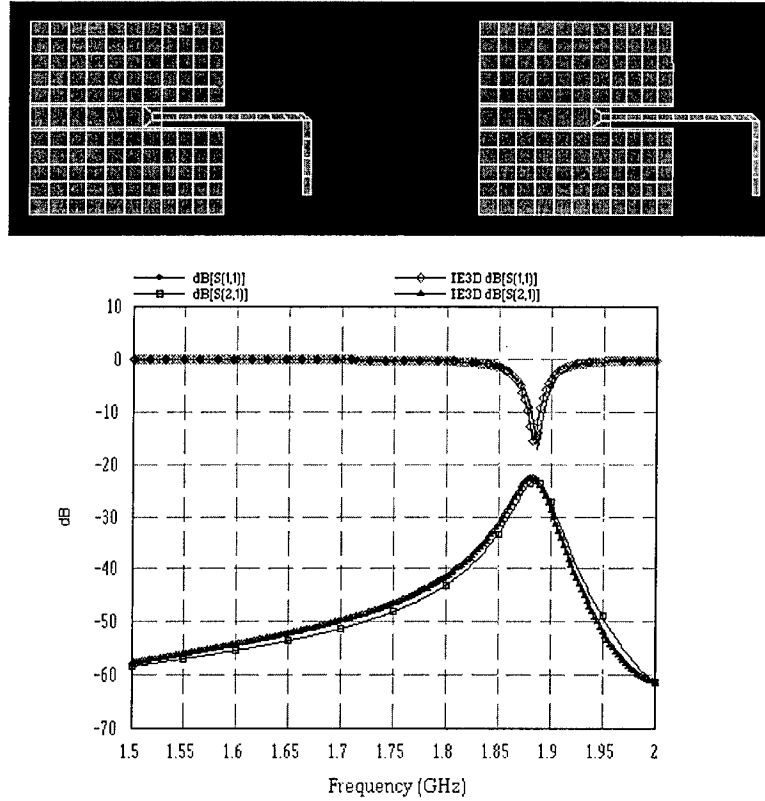 dB[S(1,1)] IE3D dB[S(1,1)]
dB[S(2,1)] IE3D dB[S(2,1)]
10
0
-10
-20
-30
-40
-50
-60
-70
dB
1.5 1.55 1.6 1.65 1.7 1.75 1.8 1.85 1.9 1.95 2
Frequency (GHz)